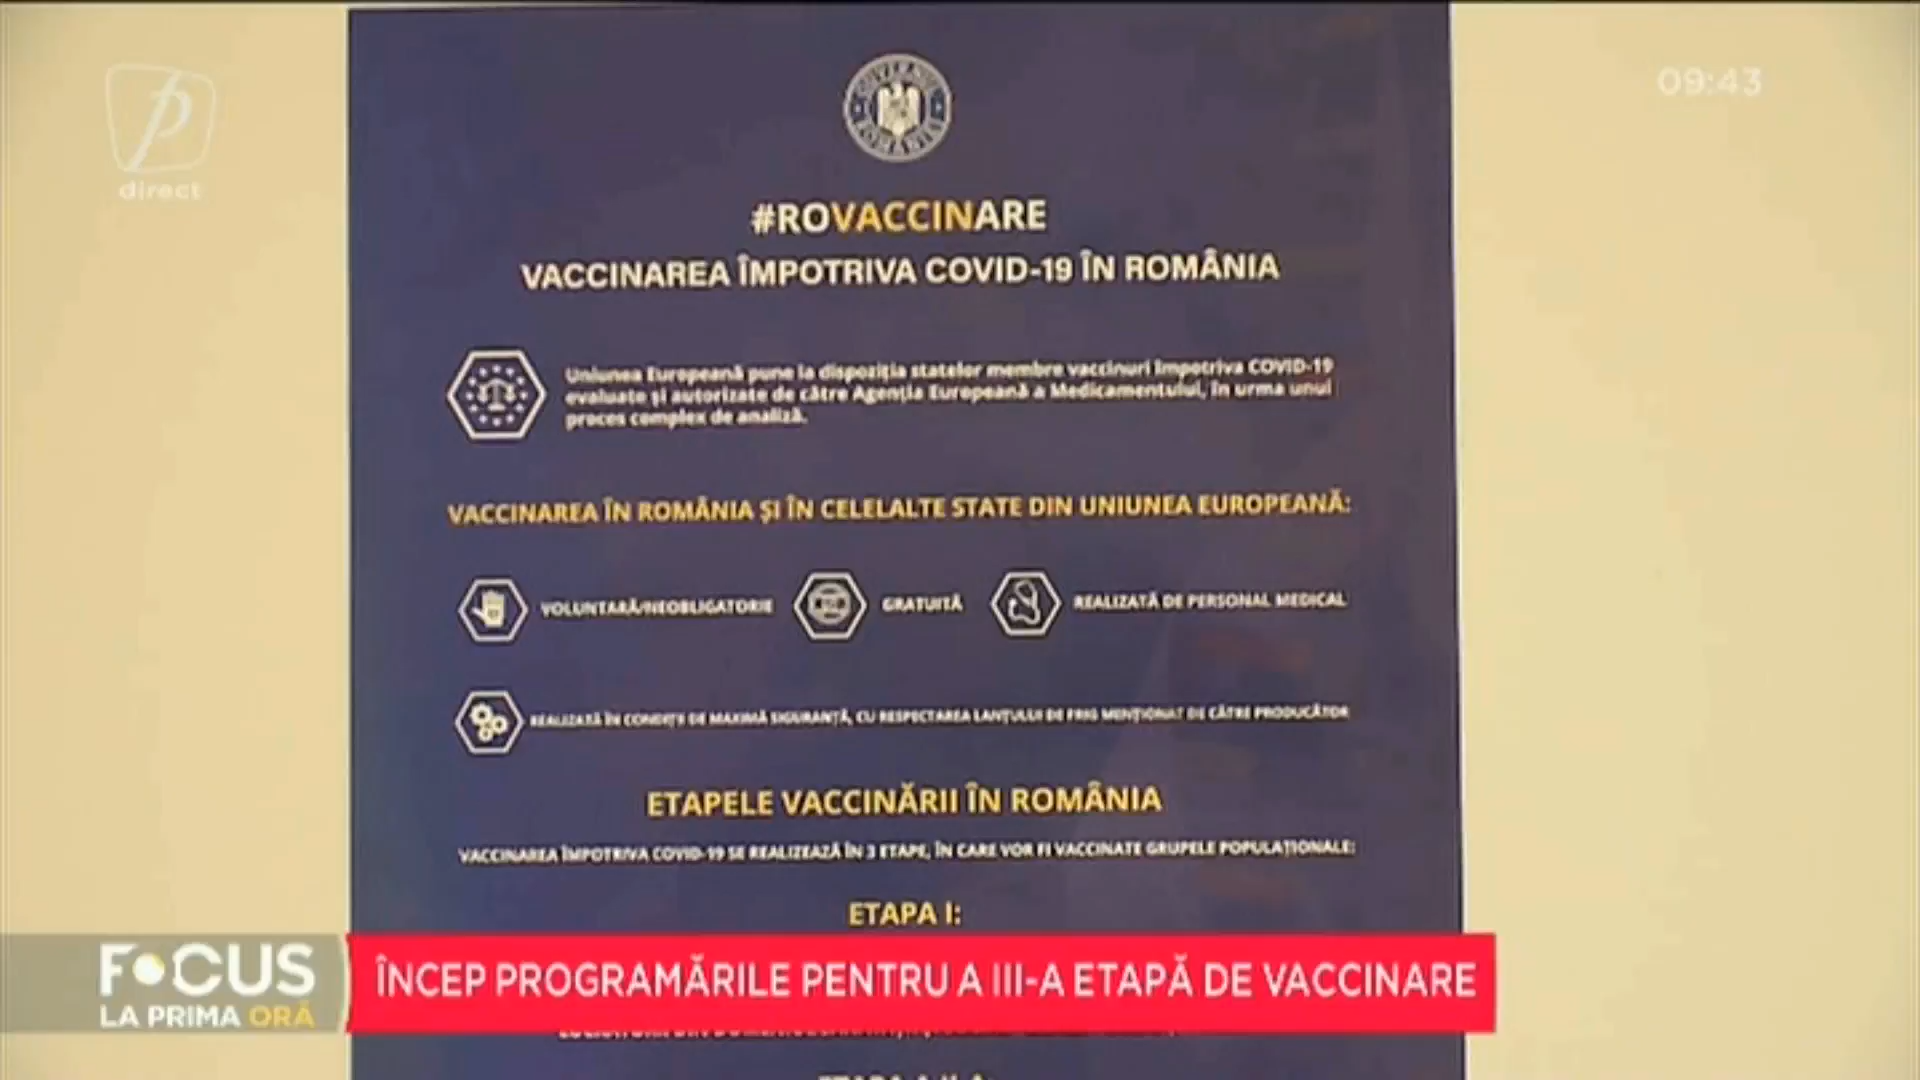 p
direct
09:43
GUVERNUL ROMÂNIEI
#ROVACCINARE
VACCINAREA ÎMPOTRIVA COVID-19 ÎN ROMÂNIA
Uniunea Europeană pune la dispoziția statelor membre vaccinuri împotriva COVID-19
evaluate și autorizate de către Agenția Europeană a Medicamentului, în urma unui
proces complex de analiză.
VACCINAREA ÎN ROMÂNIA ȘI ÎN CELELALTE STATE DIN UNIUNEA EUROPEANĂ:
VOLUNTARĂ/NEOBLIGATORIE
GRATUITĂ
REALIZATĂ DE PERSONAL MEDICAL
REALIZATĂ ÎN CONDIȚII DE MAXIMĂ SIGURANȚĂ, CU RESPECTAREA LANȚULUI DE FRIG MENȚIONAT DE CĂTRE PRODUCĂTOR
ETAPELE VACCINĂRII ÎN ROMÂNIA
VACCINAREA ÎMPOTRIVA COVID-19 SE REALIZEAZĂ ÎN 3 ETAPE, ÎN CARE VOR FI VACCINATE GRUPELE POPULAȚIONALE:
ETAPA I:
FOCUS
LA PRIMA ORĂ
ÎNCEP PROGRAMĂRILE PENTRU A III-A ETAPĂ DE VACCINARE